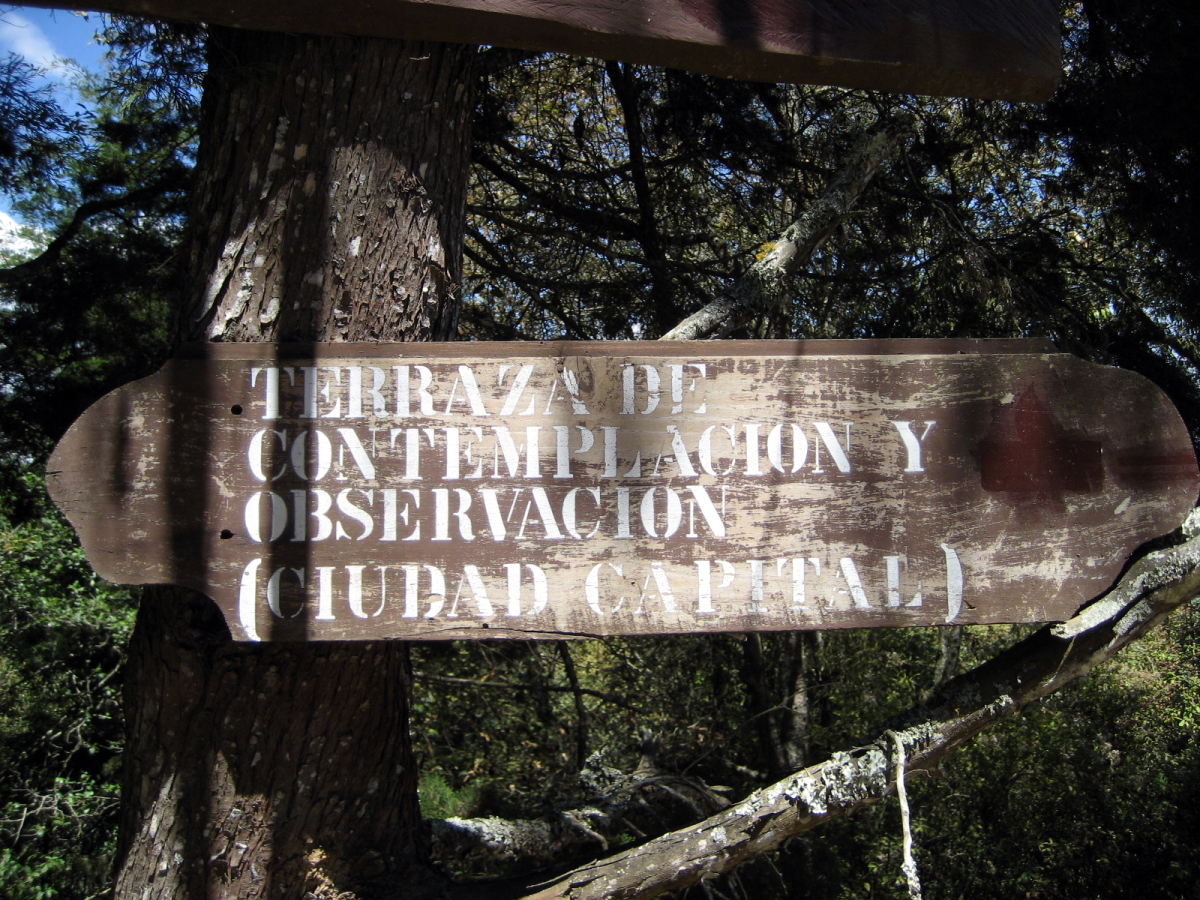 TERRAZA DE
CONTEMPLACION Y
OBSERVACION
(CIUDAD CAPITAL)